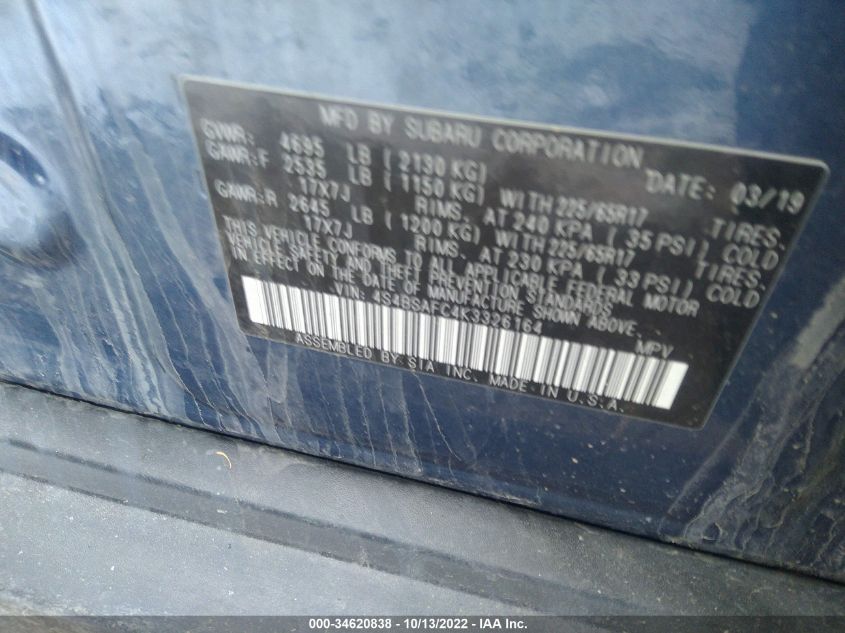 MFD BY SUBARU CORPORATION DATE: 03/19
GVWR: 4695 LB ( 2130 KG)
GAWR:F 2535 LB ( 1150 KG) WITH 225/65R17 TIRES.
17X7J RIMS. AT 240 KPA ( 35 PSI) COLD
GAWR:R 2645 LB ( 1200 KG) WITH 225/65R17 TIRES.
17X7J RIMS. AT 230 KPA ( 33 PSI) COLD
THIS VEHICLE CONFORMS TO ALL APPLICABLE FEDERAL MOTOR
VEHICLE SAFETY AND THEFT PREVENTION STANDARDS
IN EFFECT ON THE DATE OF MANUFACTURE SHOWN ABOVE.
VIN: 4S4BSAFC4K3326164 MPV
ASSEMBLED BY SIA INC. MADE IN U.S.A.
000-34620838 - 10/13/2022 - IAA Inc.